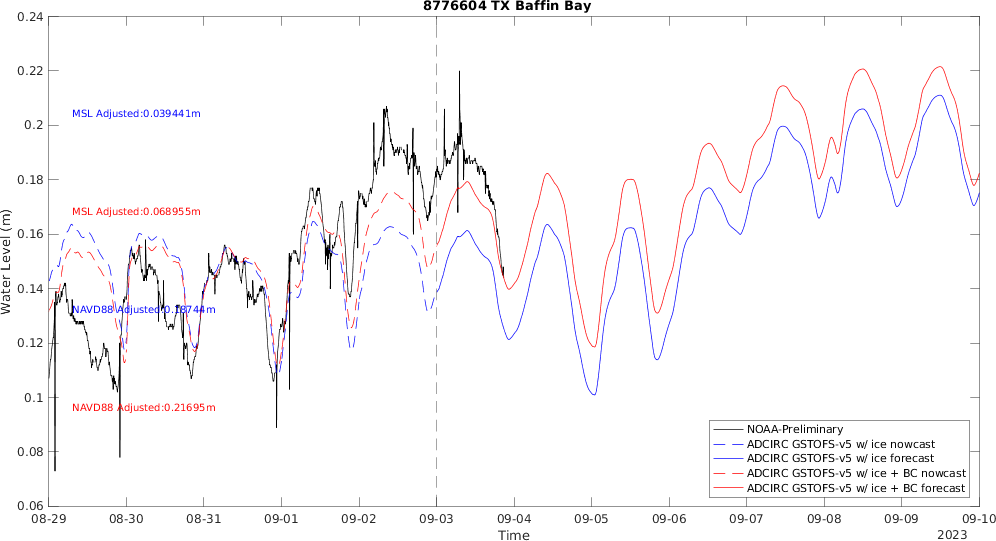 8776604 TX Baffin Bay
0.24
0.22
0.2
0.18
0.16
0.14
0.12
0.1
0.08
0.06
Water Level (m)
MSL Adjusted:0.039441m
MSL Adjusted:0.068955m
NAVD88 Adjusted:0.18744m
NAVD88 Adjusted:0.21695m
NOAA-Preliminary
ADCIRC GSTOFS-v5 w/ ice nowcast
ADCIRC GSTOFS-v5 w/ ice forecast
ADCIRC GSTOFS-v5 w/ ice + BC nowcast
ADCIRC GSTOFS-v5 w/ ice + BC forecast
08-29 08-30 08-31 09-01 09-02 09-03 09-04 09-05 09-06 09-07 09-08 09-09 09-10
Time
2023